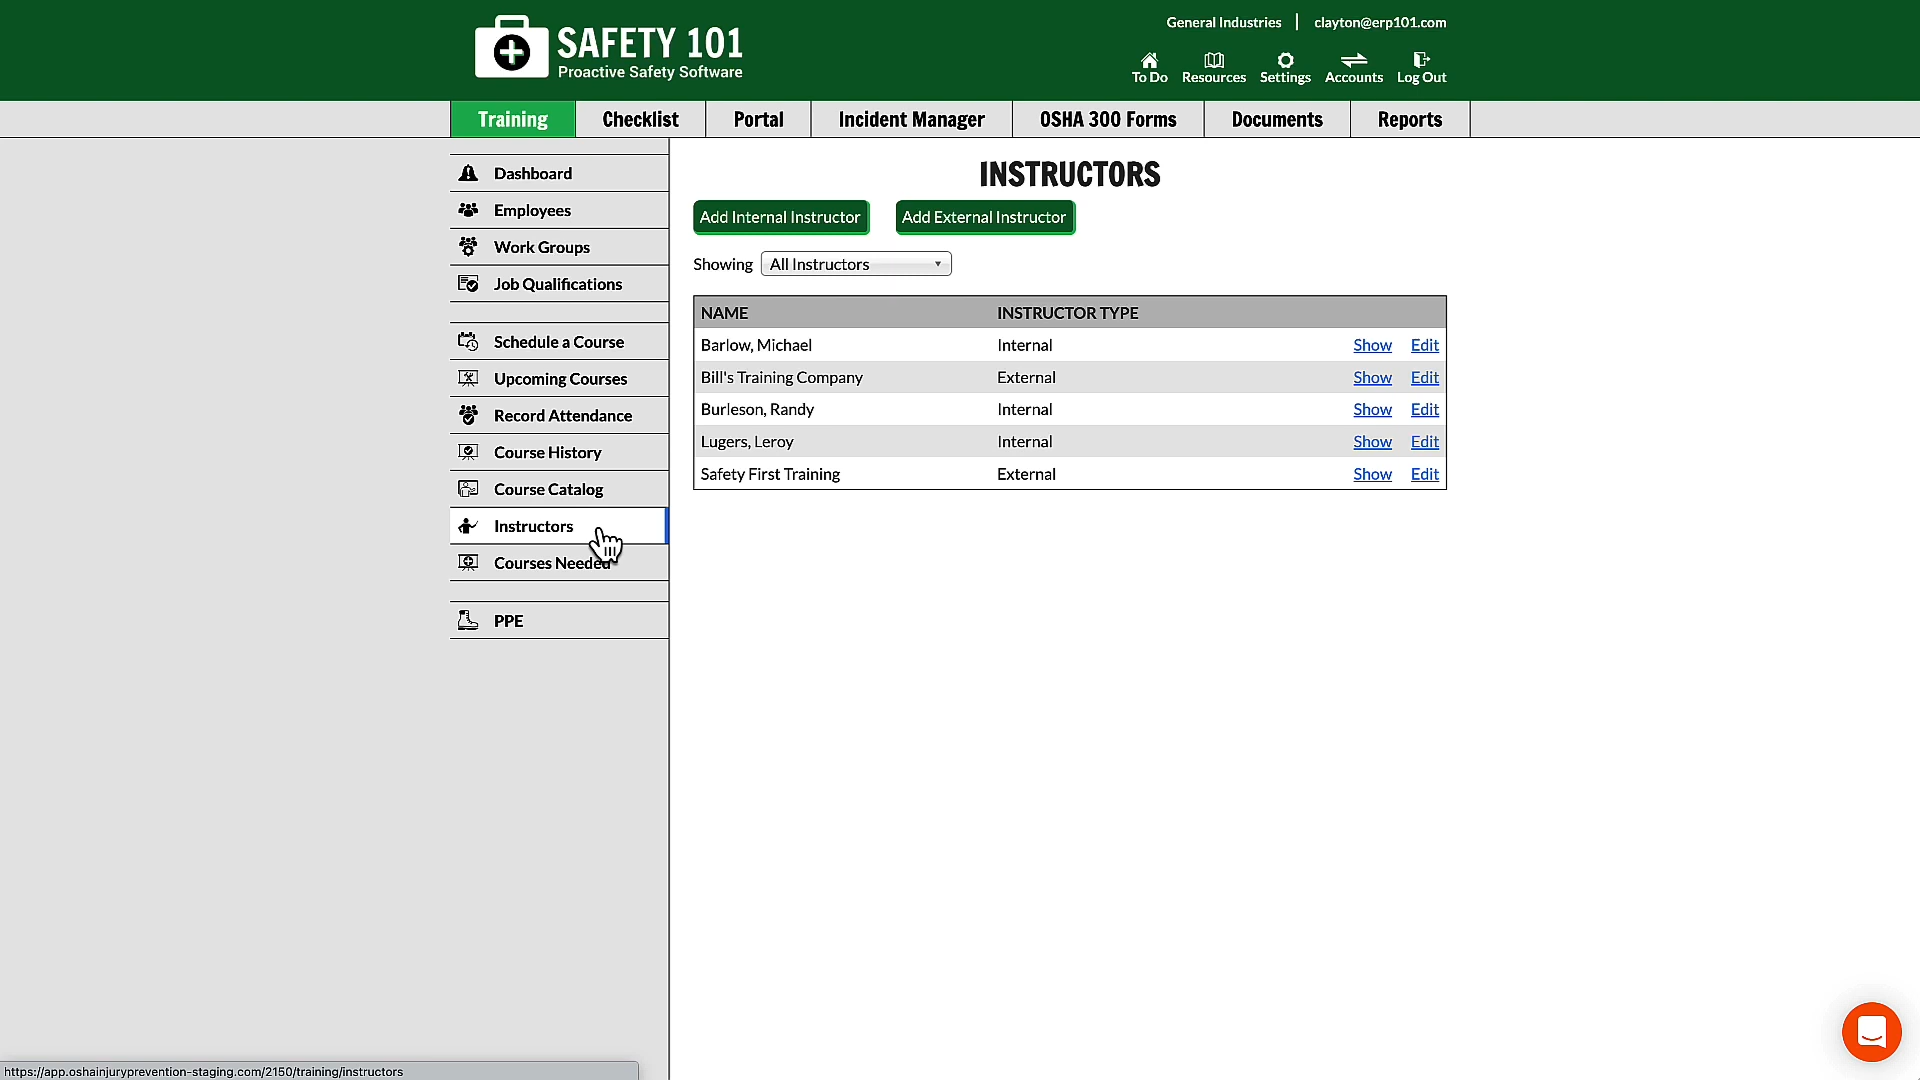 SAFETY 101
Proactive Safety Software
General Industries | clayton@erp101.com
To Do Resources Settings Accounts Log Out
Training Checklist Portal Incident Manager OSHA 300 Forms Documents Reports
Dashboard
Employees
Work Groups
Job Qualifications
Schedule a Course
Upcoming Courses
Record Attendance
Course History
Course Catalog
Instructors
Courses Needed
PPE
INSTRUCTORS
Add Internal Instructor Add External Instructor
Showing All Instructors
NAME INSTRUCTOR TYPE
Barlow, Michael Internal Show Edit
Bill's Training Company External Show Edit
Burleson, Randy Internal Show Edit
Lugers, Leroy Internal Show Edit
Safety First Training External Show Edit
https://app.oshainjuryprevention-staging.com/2150/training/instructors